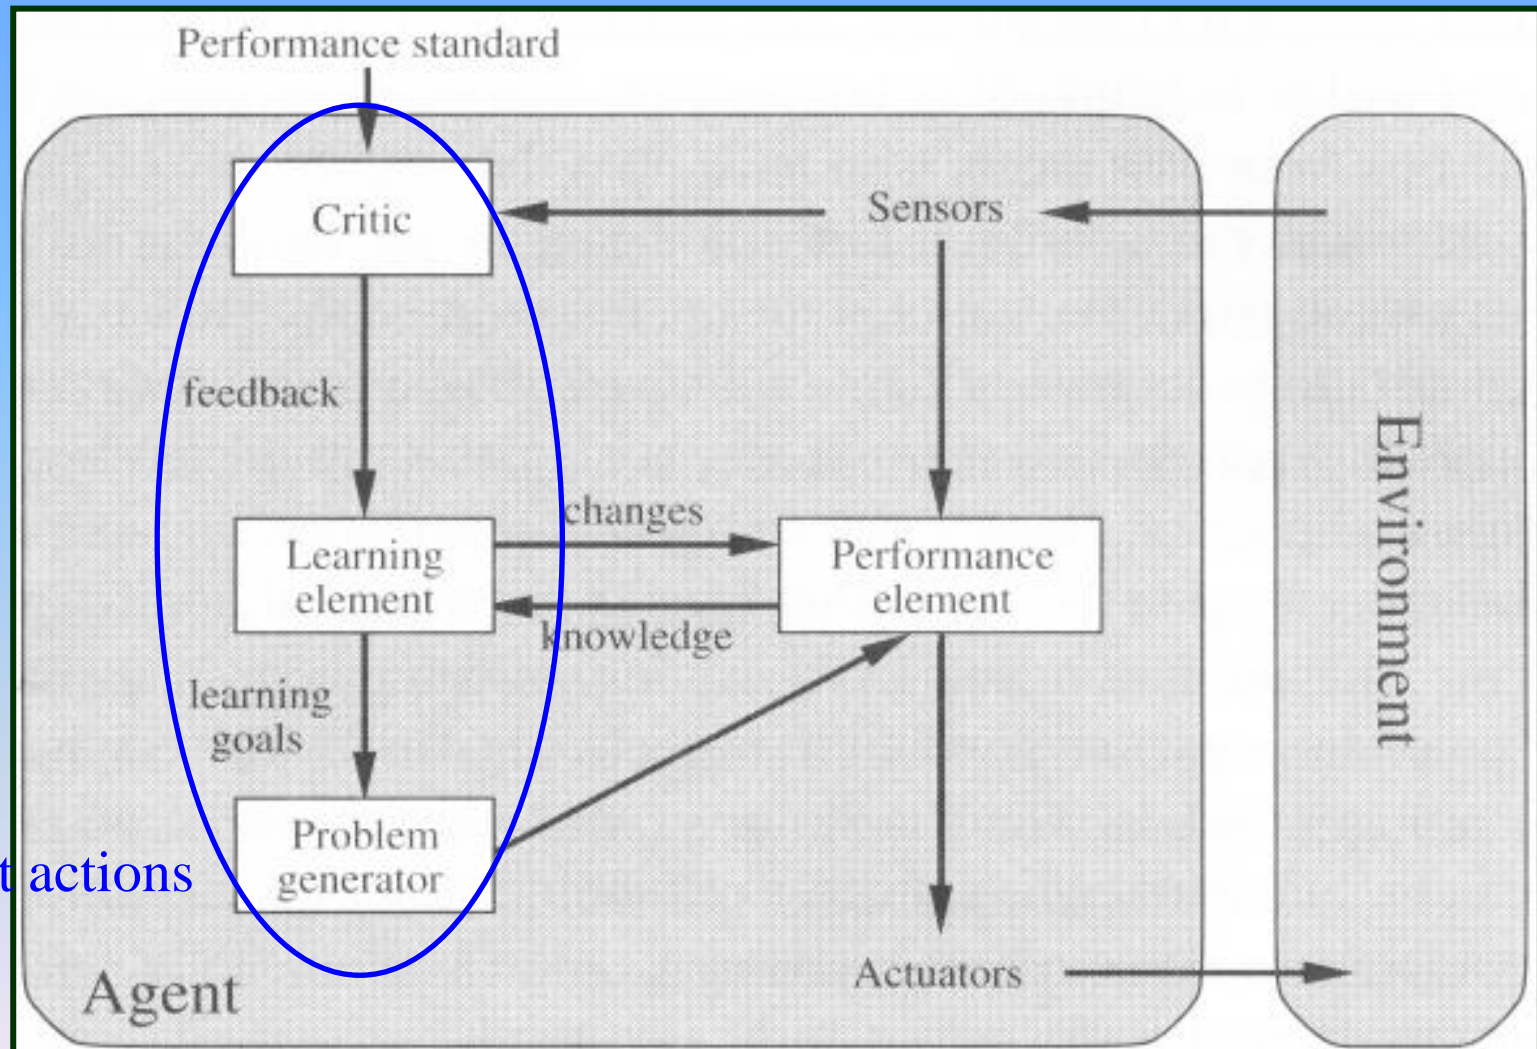 Performance standard
Critic
Sensors
feedback
changes
Learning
element
Performance
element
knowledge
learning
goals
Problem
generator
t actions
Agent
Actuators
Environment